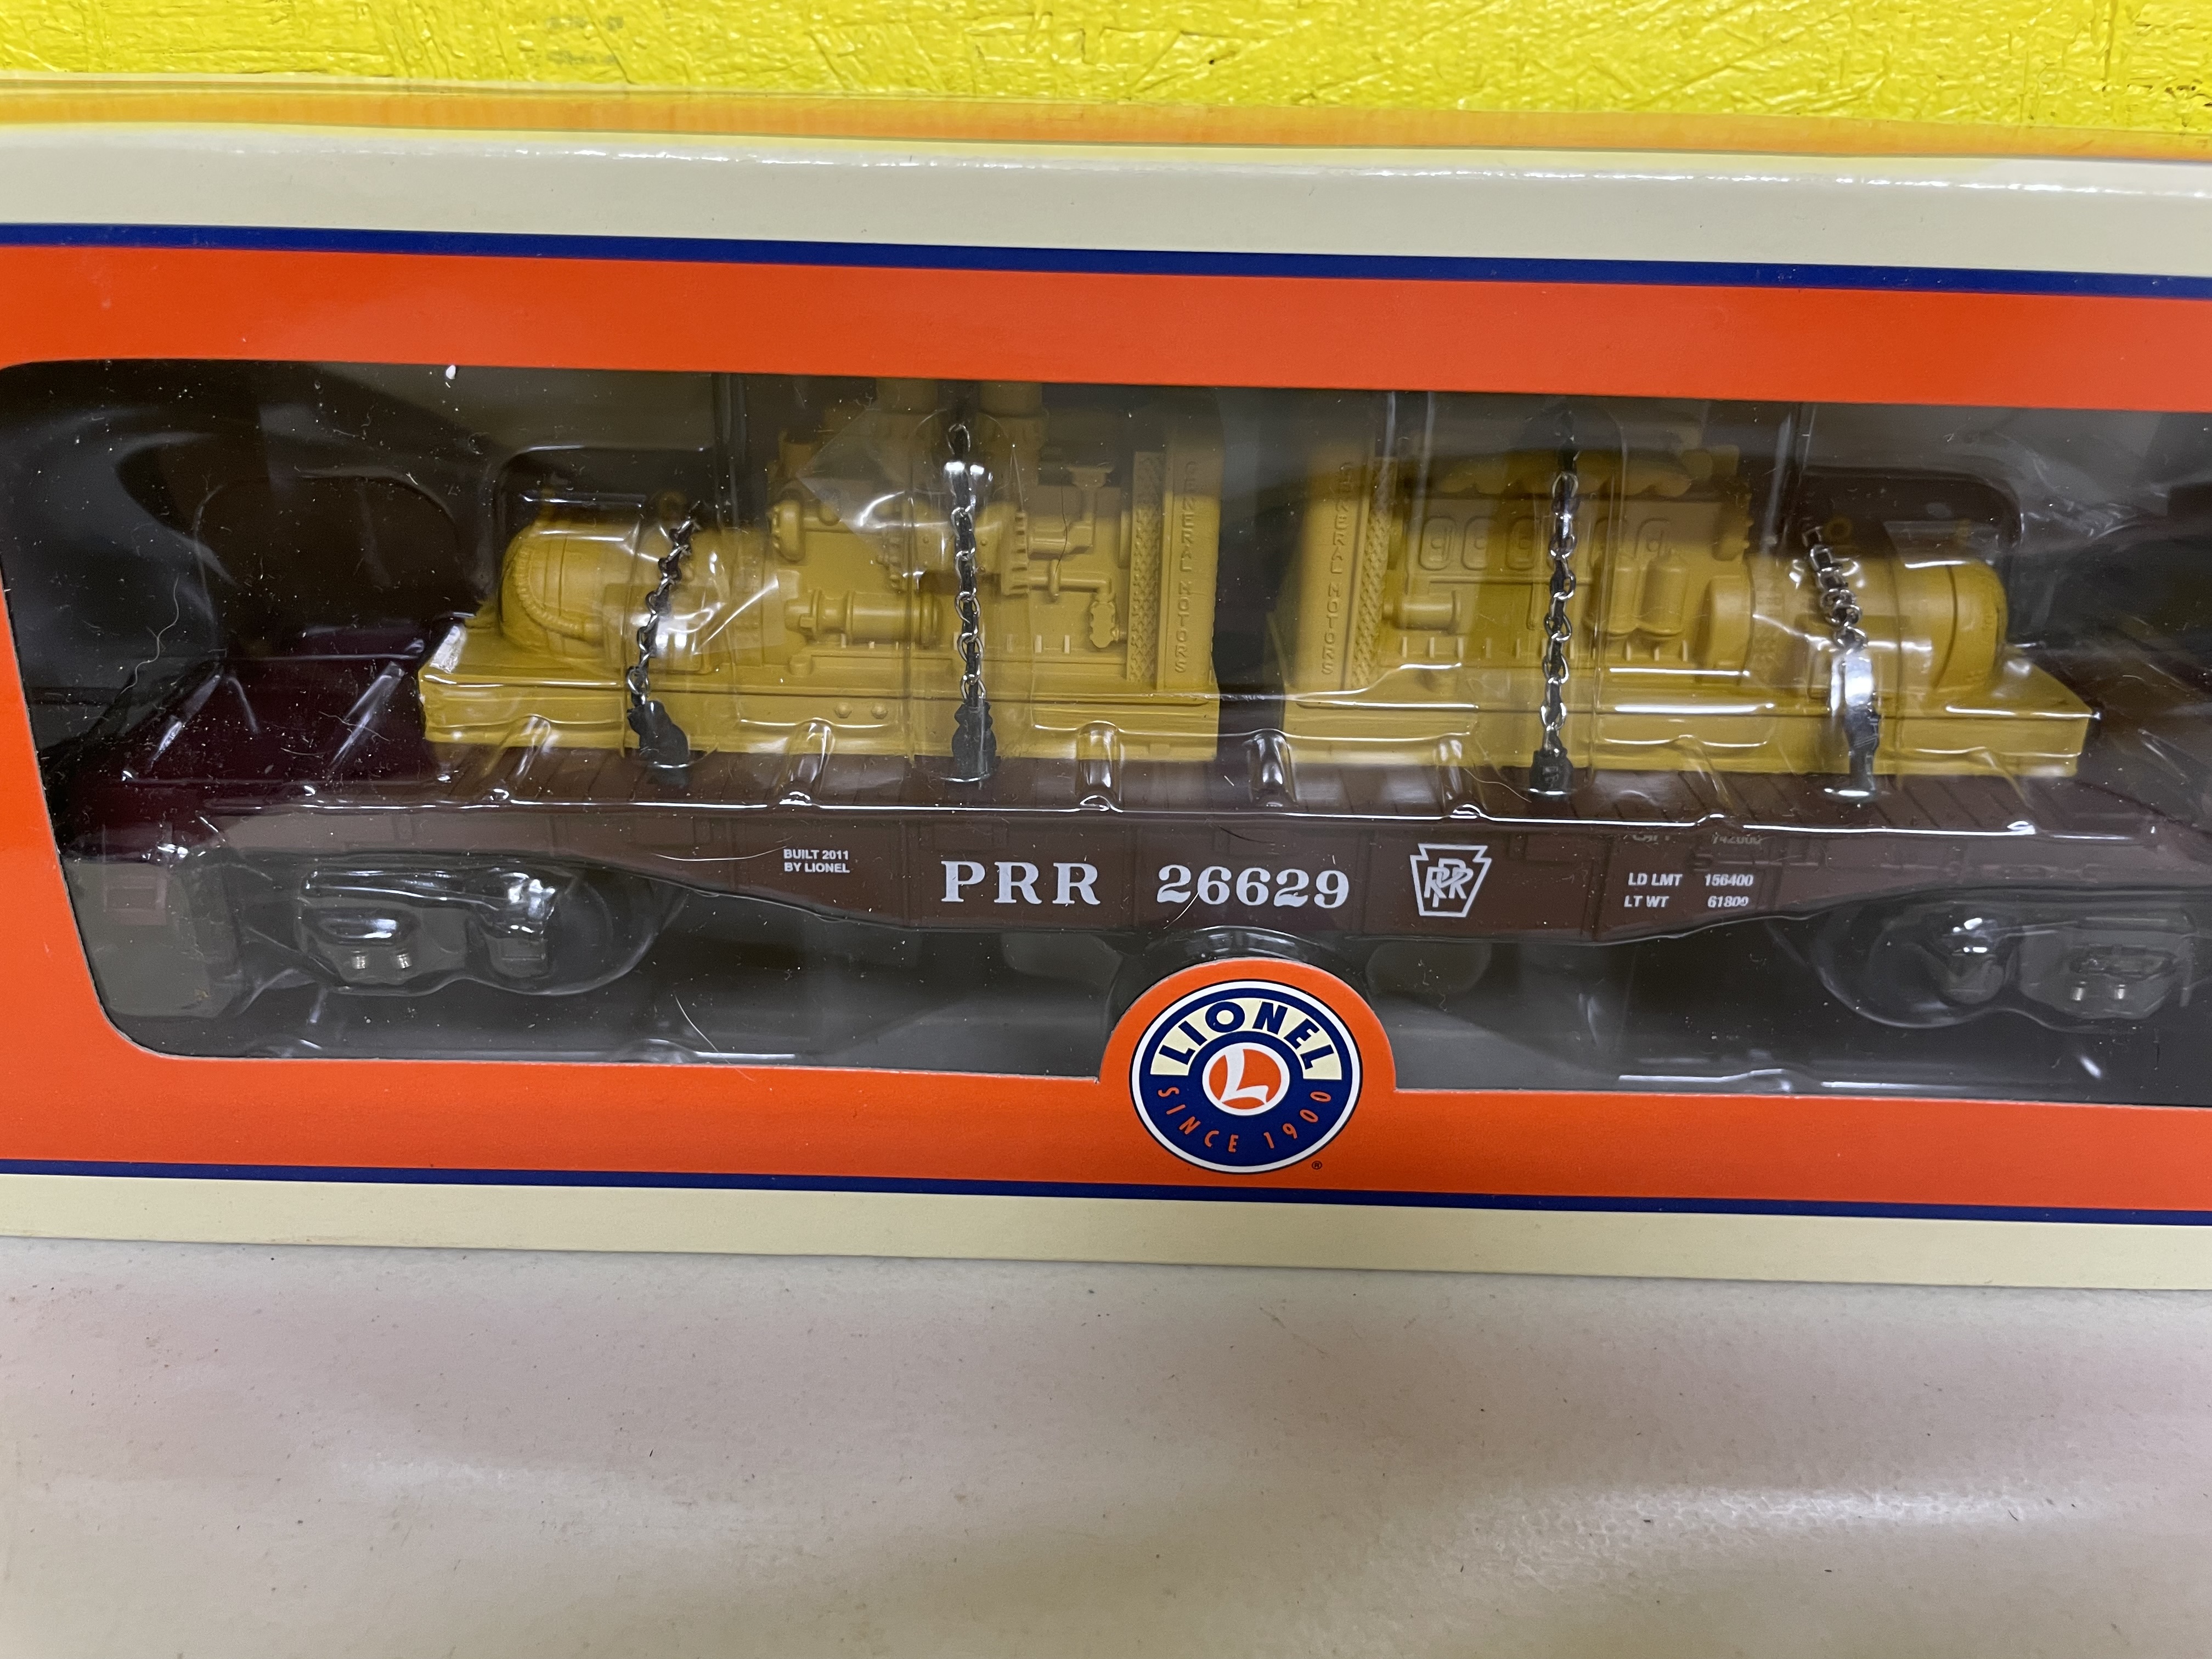 GENERAL MOTORS
GENERAL MOTORS
BUILT 2011
BY LIONEL
PRR 26629
PRR
LD LMT 156400
LT WT 61800
LIONEL
L
SINCE 1900
®